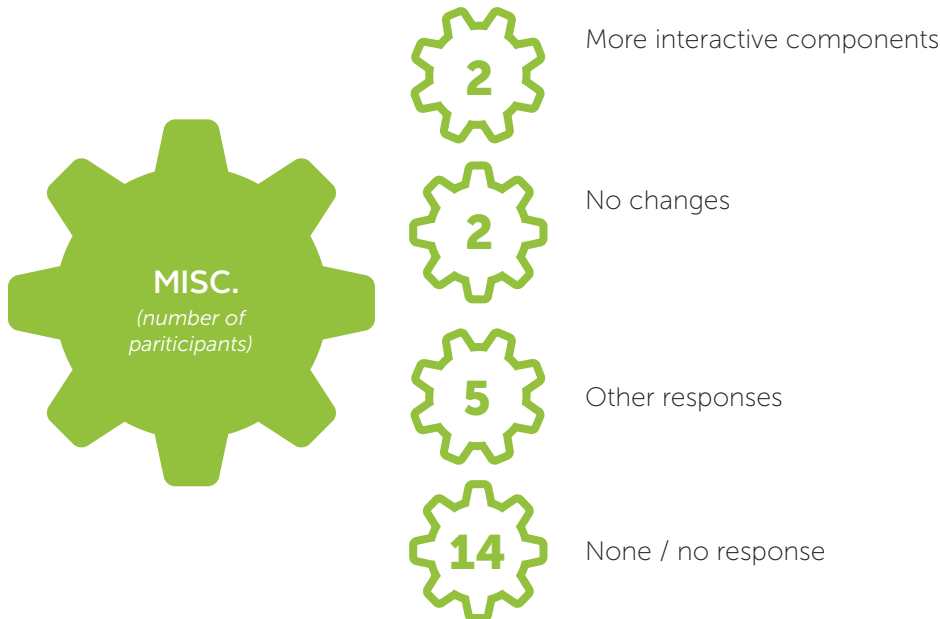 MISC.
(number of
pariticipants)
2
More interactive components
2
No changes
5
Other responses
14
None / no response